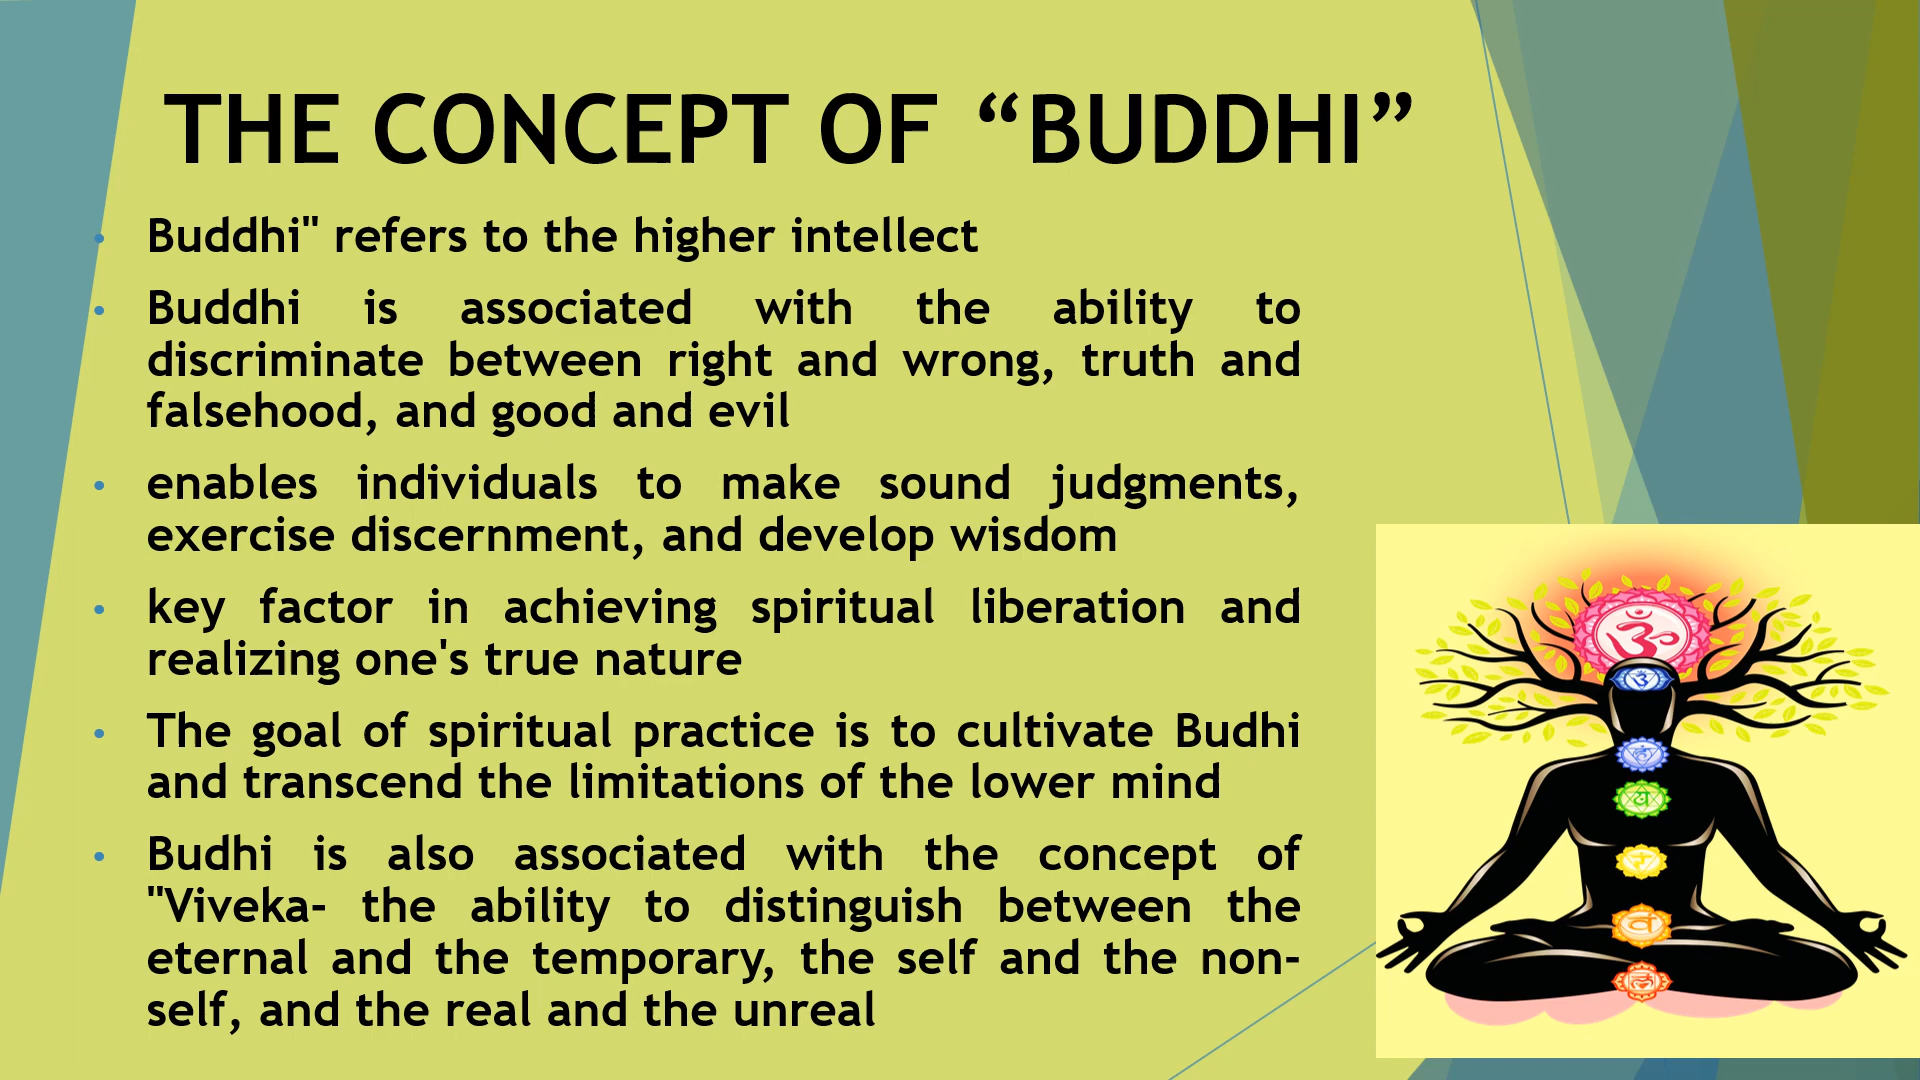 THE CONCEPT OF “BUDDHI”
Buddhi" refers to the higher intellect
Buddhi is associated with the ability to
discriminate between right and wrong, truth and
falsehood, and good and evil
enables individuals to make sound judgments,
exercise discernment, and develop wisdom
key factor in achieving spiritual liberation and
realizing one's true nature
The goal of spiritual practice is to cultivate Budhi
and transcend the limitations of the lower mind
Budhi is also associated with the concept of
"Viveka- the ability to distinguish between the
eternal and the temporary, the self and the non-
self, and the real and the unreal
ॐ